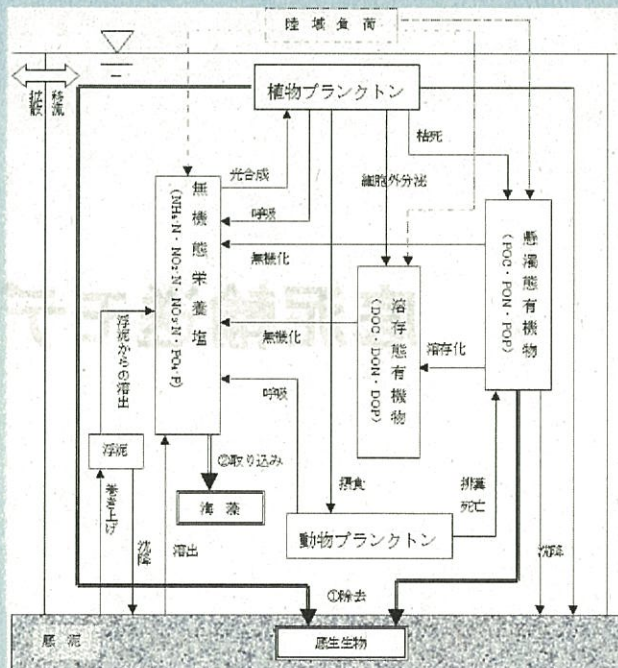 陸域負荷
移流
拡散
植物プランクトン
枯死
光合成
細胞外分泌
無機態栄養塩
(NH₄-N・NO₂-N・NO₃-N・PO₄-P)
呼吸
無機化
懸濁態有機物
(POC・PON・POP)
溶存態有機物
(DOC・DON・DOP)
無機化
溶存化
浮泥からの溶出
呼吸
浮泥
②取り込み
海藻
摂食
排糞
死亡
巻き上げ
沈降
溶出
動物プランクトン
沈降
①除去
底泥
底生生物